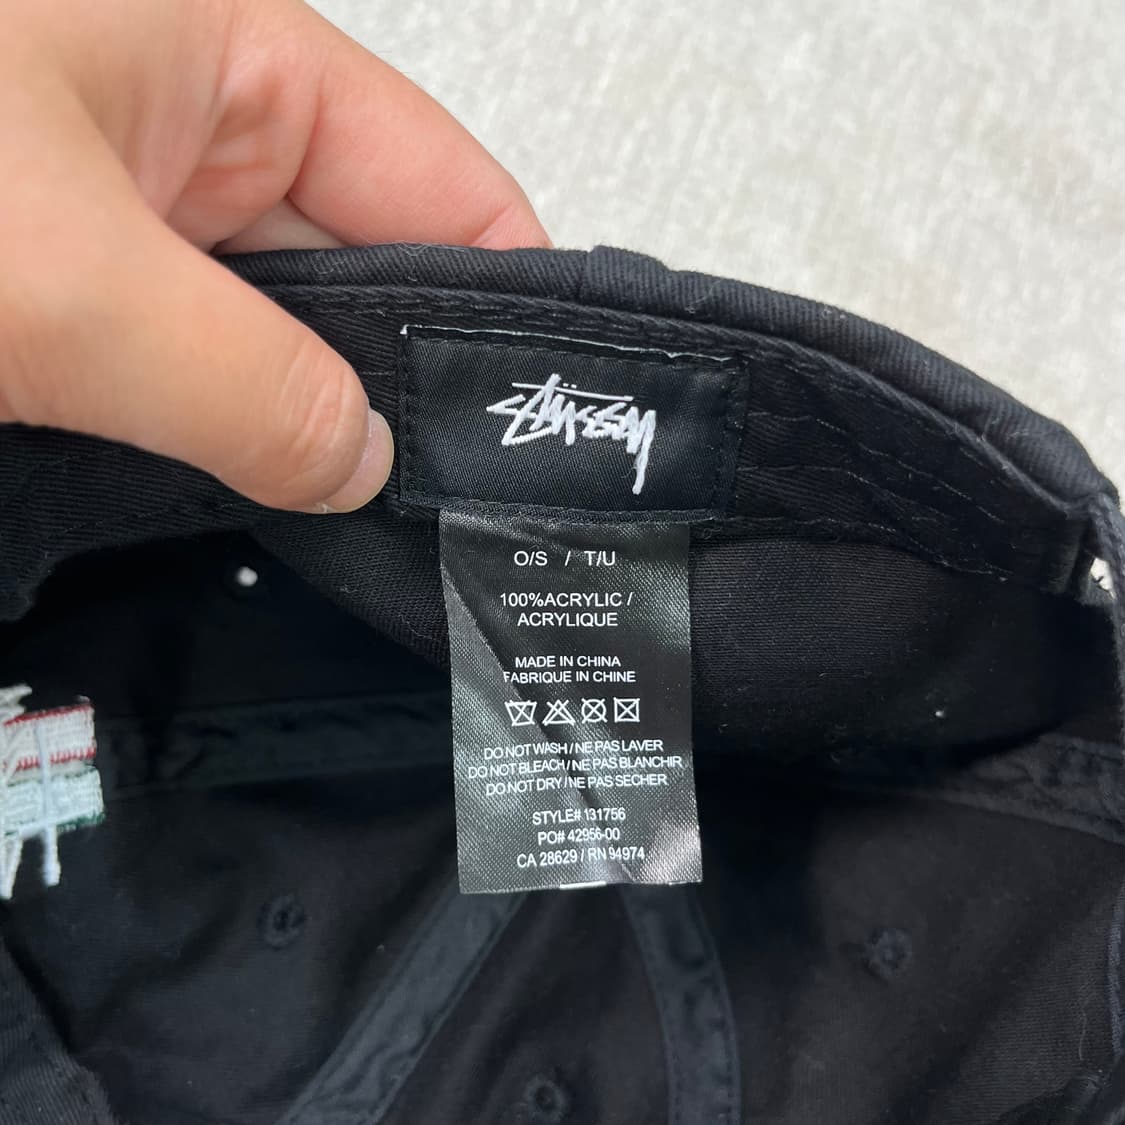 Stüssy
O/S / T/U
100%ACRYLIC /
ACRYLIQUE
MADE IN CHINA
FABRIQUE IN CHINE
DO NOT WASH/NE PAS LAVER
DO NOT BLEACH/NE PAS BLANCHIR
DO NOT DRY/NE PAS SECHER
STYLE# 131756
PO# 42956-00
CA 28629 / RN 94974